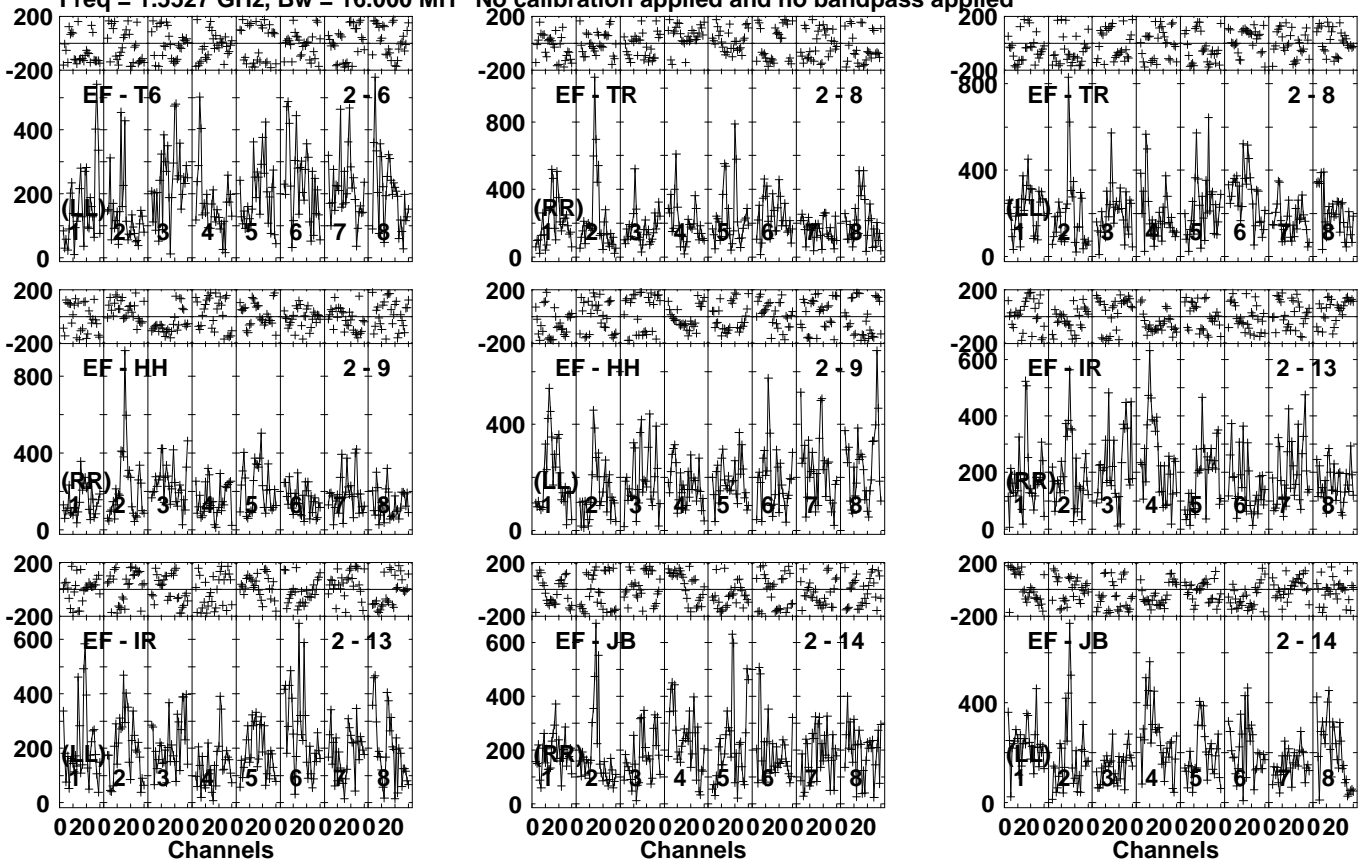 Freq = 1.5527 GHz, Bw = 16.000 MH No calibration applied and no bandpass applied
200 200 200
-200 -200 -200
EF - T6 2 - 6 EF - TR 2 - 8 EF - TR 2 - 8
800
400 800 400
200 400
(LL) (RR) (LL)
1 2 3 4 5 6 7 8 1 2 3 4 5 6 7 8 1 2 3 4 5 6 7 8
0 0 0
200 200 200
-200 -200 -200
EF - HH 2 - 9 EF - HH 2 - 9 EF - IR 2 - 13
600
800 400 400
400 200
(RR) (LL) (RR)
1 2 3 4 5 6 7 8 1 2 3 4 5 6 7 8 1 2 3 4 5 6 7 8
0 0 0
200 200 200
-200 -200 -200
EF - IR 2 - 13 EF - JB 2 - 14 EF - JB 2 - 14
600 600
400 400 400
200 200
(LL) (RR) (LL)
1 2 3 4 5 6 7 8 1 2 3 4 5 6 7 8 1 2 3 4 5 6 7 8
0 0 0
0 20 0 20 0 20 0 20 0 20 0 20 0 20 0 20 0 20 0 20 0 20 0 20 0 20 0 20 0 20 0 20 0 20 0 20 0 20 0 20 0 20 0 20 0 20 0 20
Channels Channels Channels